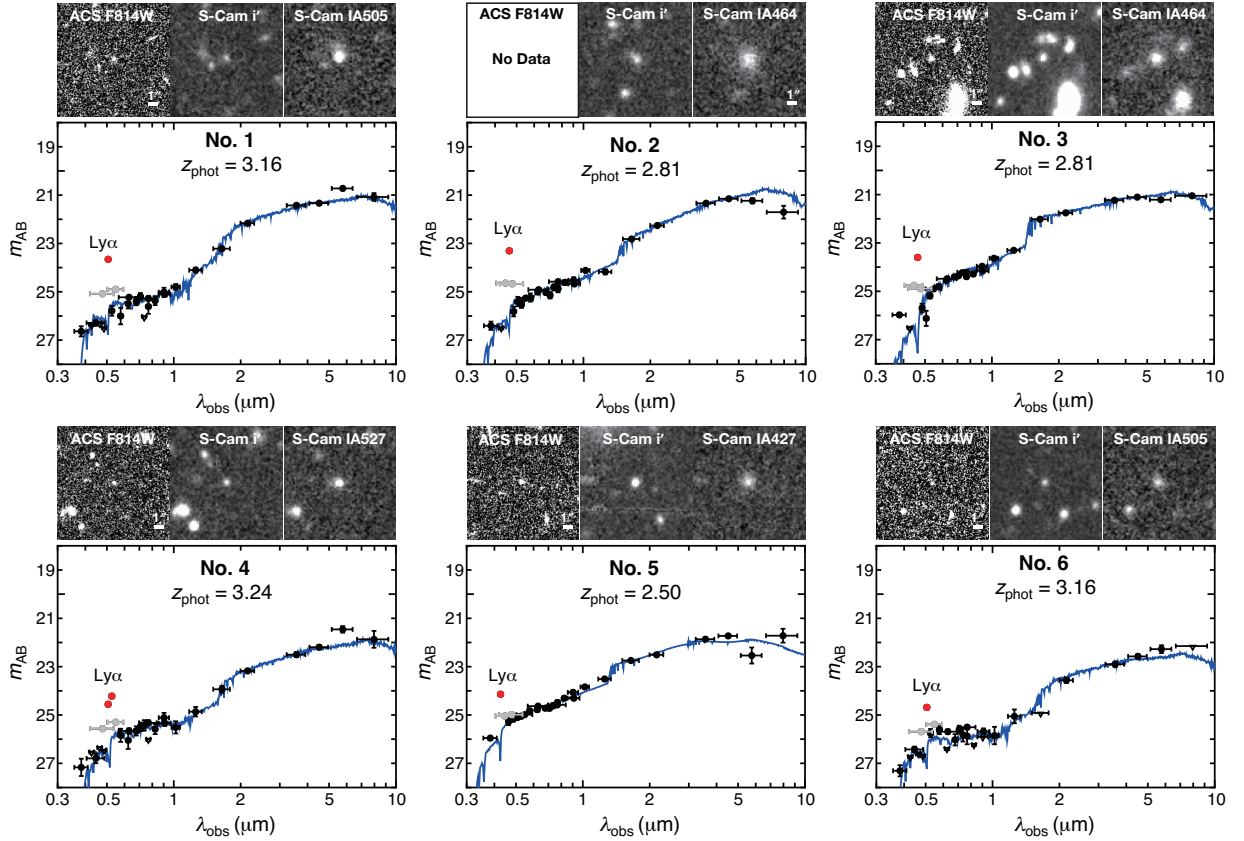 ACS F814W S-Cam i′ S-Cam IA505
1″
No. 1
z_phot = 3.16
Lyα
m_AB
19
21
23
25
27
0.3 0.5 1 2 5 10
λ_obs (μm)
ACS F814W S-Cam i′ S-Cam IA464
No Data
1″
No. 2
z_phot = 2.81
Lyα
m_AB
19
21
23
25
27
0.3 0.5 1 2 5 10
λ_obs (μm)
ACS F814W S-Cam i′ S-Cam IA464
1″
No. 3
z_phot = 2.81
Lyα
m_AB
19
21
23
25
27
0.3 0.5 1 2 5 10
λ_obs (μm)
ACS F814W S-Cam i′ S-Cam IA527
1″
No. 4
z_phot = 3.24
Lyα
m_AB
19
21
23
25
27
0.3 0.5 1 2 5 10
λ_obs (μm)
ACS F814W S-Cam i′ S-Cam IA427
1″
No. 5
z_phot = 2.50
Lyα
m_AB
19
21
23
25
27
0.3 0.5 1 2 5 10
λ_obs (μm)
ACS F814W S-Cam i′ S-Cam IA505
1″
No. 6
z_phot = 3.16
Lyα
m_AB
19
21
23
25
27
0.3 0.5 1 2 5 10
λ_obs (μm)